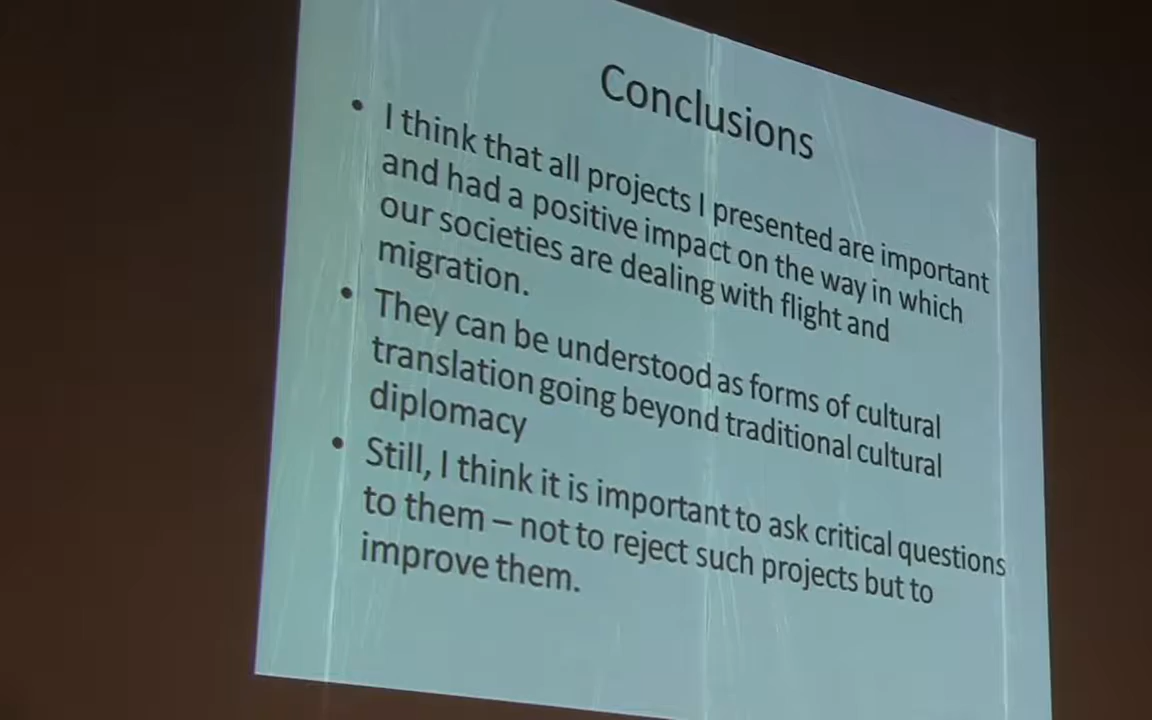 Conclusions
• I think that all projects I presented are important
and had a positive impact on the way in which
our societies are dealing with flight and
migration.
• They can be understood as forms of cultural
translation going beyond traditional cultural
diplomacy
• Still, I think it is important to ask critical questions
to them – not to reject such projects but to
improve them.